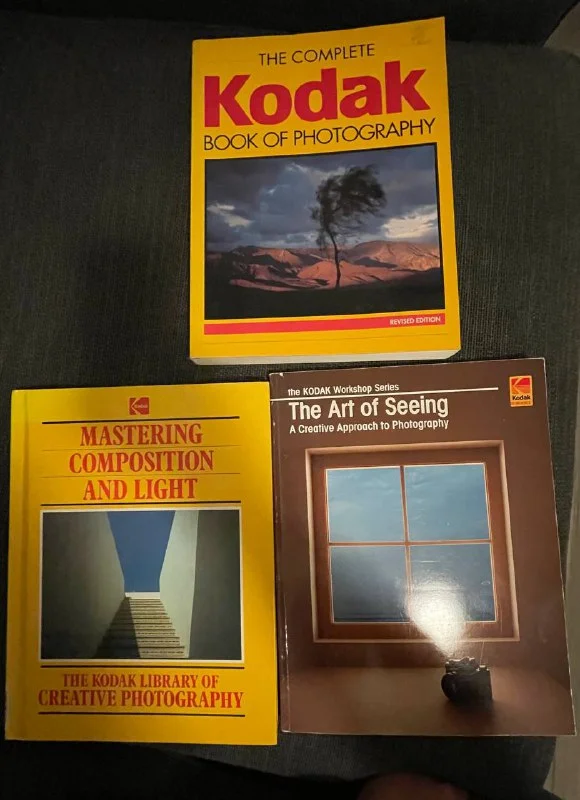 THE COMPLETE
Kodak
BOOK OF PHOTOGRAPHY
REVISED EDITION
Kodak
MASTERING
COMPOSITION
AND LIGHT
THE KODAK LIBRARY OF
CREATIVE PHOTOGRAPHY
the KODAK Workshop Series
The Art of Seeing
A Creative Approach to Photography
Kodak